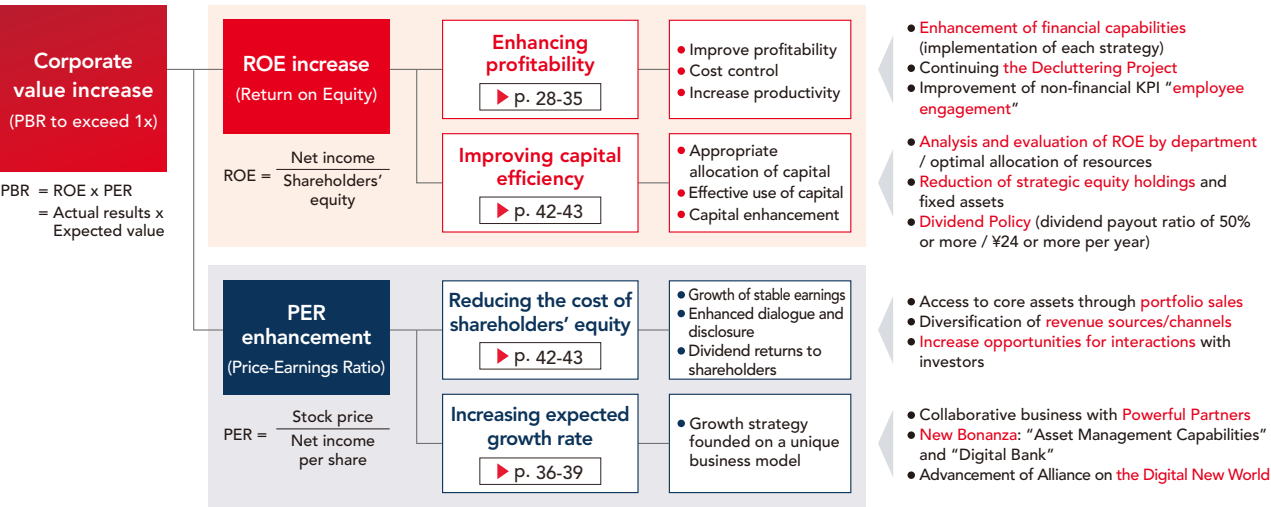 Corporate
value increase
(PBR to exceed 1x)
PBR = ROE x PER
= Actual results x
Expected value
ROE increase
(Return on Equity)
ROE =
Net income
Shareholders’
equity
Enhancing
profitability
▶ p. 28-35
● Improve profitability
● Cost control
● Increase productivity
● Enhancement of financial capabilities
(implementation of each strategy)
● Continuing the Decluttering Project
● Improvement of non-financial KPI “employee
engagement”
Improving capital
efficiency
▶ p. 42-43
● Appropriate
allocation of capital
● Effective use of capital
● Capital enhancement
● Analysis and evaluation of ROE by department
/ optimal allocation of resources
● Reduction of strategic equity holdings and
fixed assets
● Dividend Policy (dividend payout ratio of 50%
or more / ¥24 or more per year)
PER
enhancement
(Price-Earnings Ratio)
PER =
Stock price
Net income
per share
Reducing the cost of
shareholders’ equity
▶ p. 42-43
● Growth of stable earnings
● Enhanced dialogue and
disclosure
● Dividend returns to
shareholders
● Access to core assets through portfolio sales
● Diversification of revenue sources/channels
● Increase opportunities for interactions with
investors
Increasing expected
growth rate
▶ p. 36-39
● Growth strategy
founded on a unique
business model
● Collaborative business with Powerful Partners
● New Bonanza: “Asset Management Capabilities”
and “Digital Bank”
● Advancement of Alliance on the Digital New World